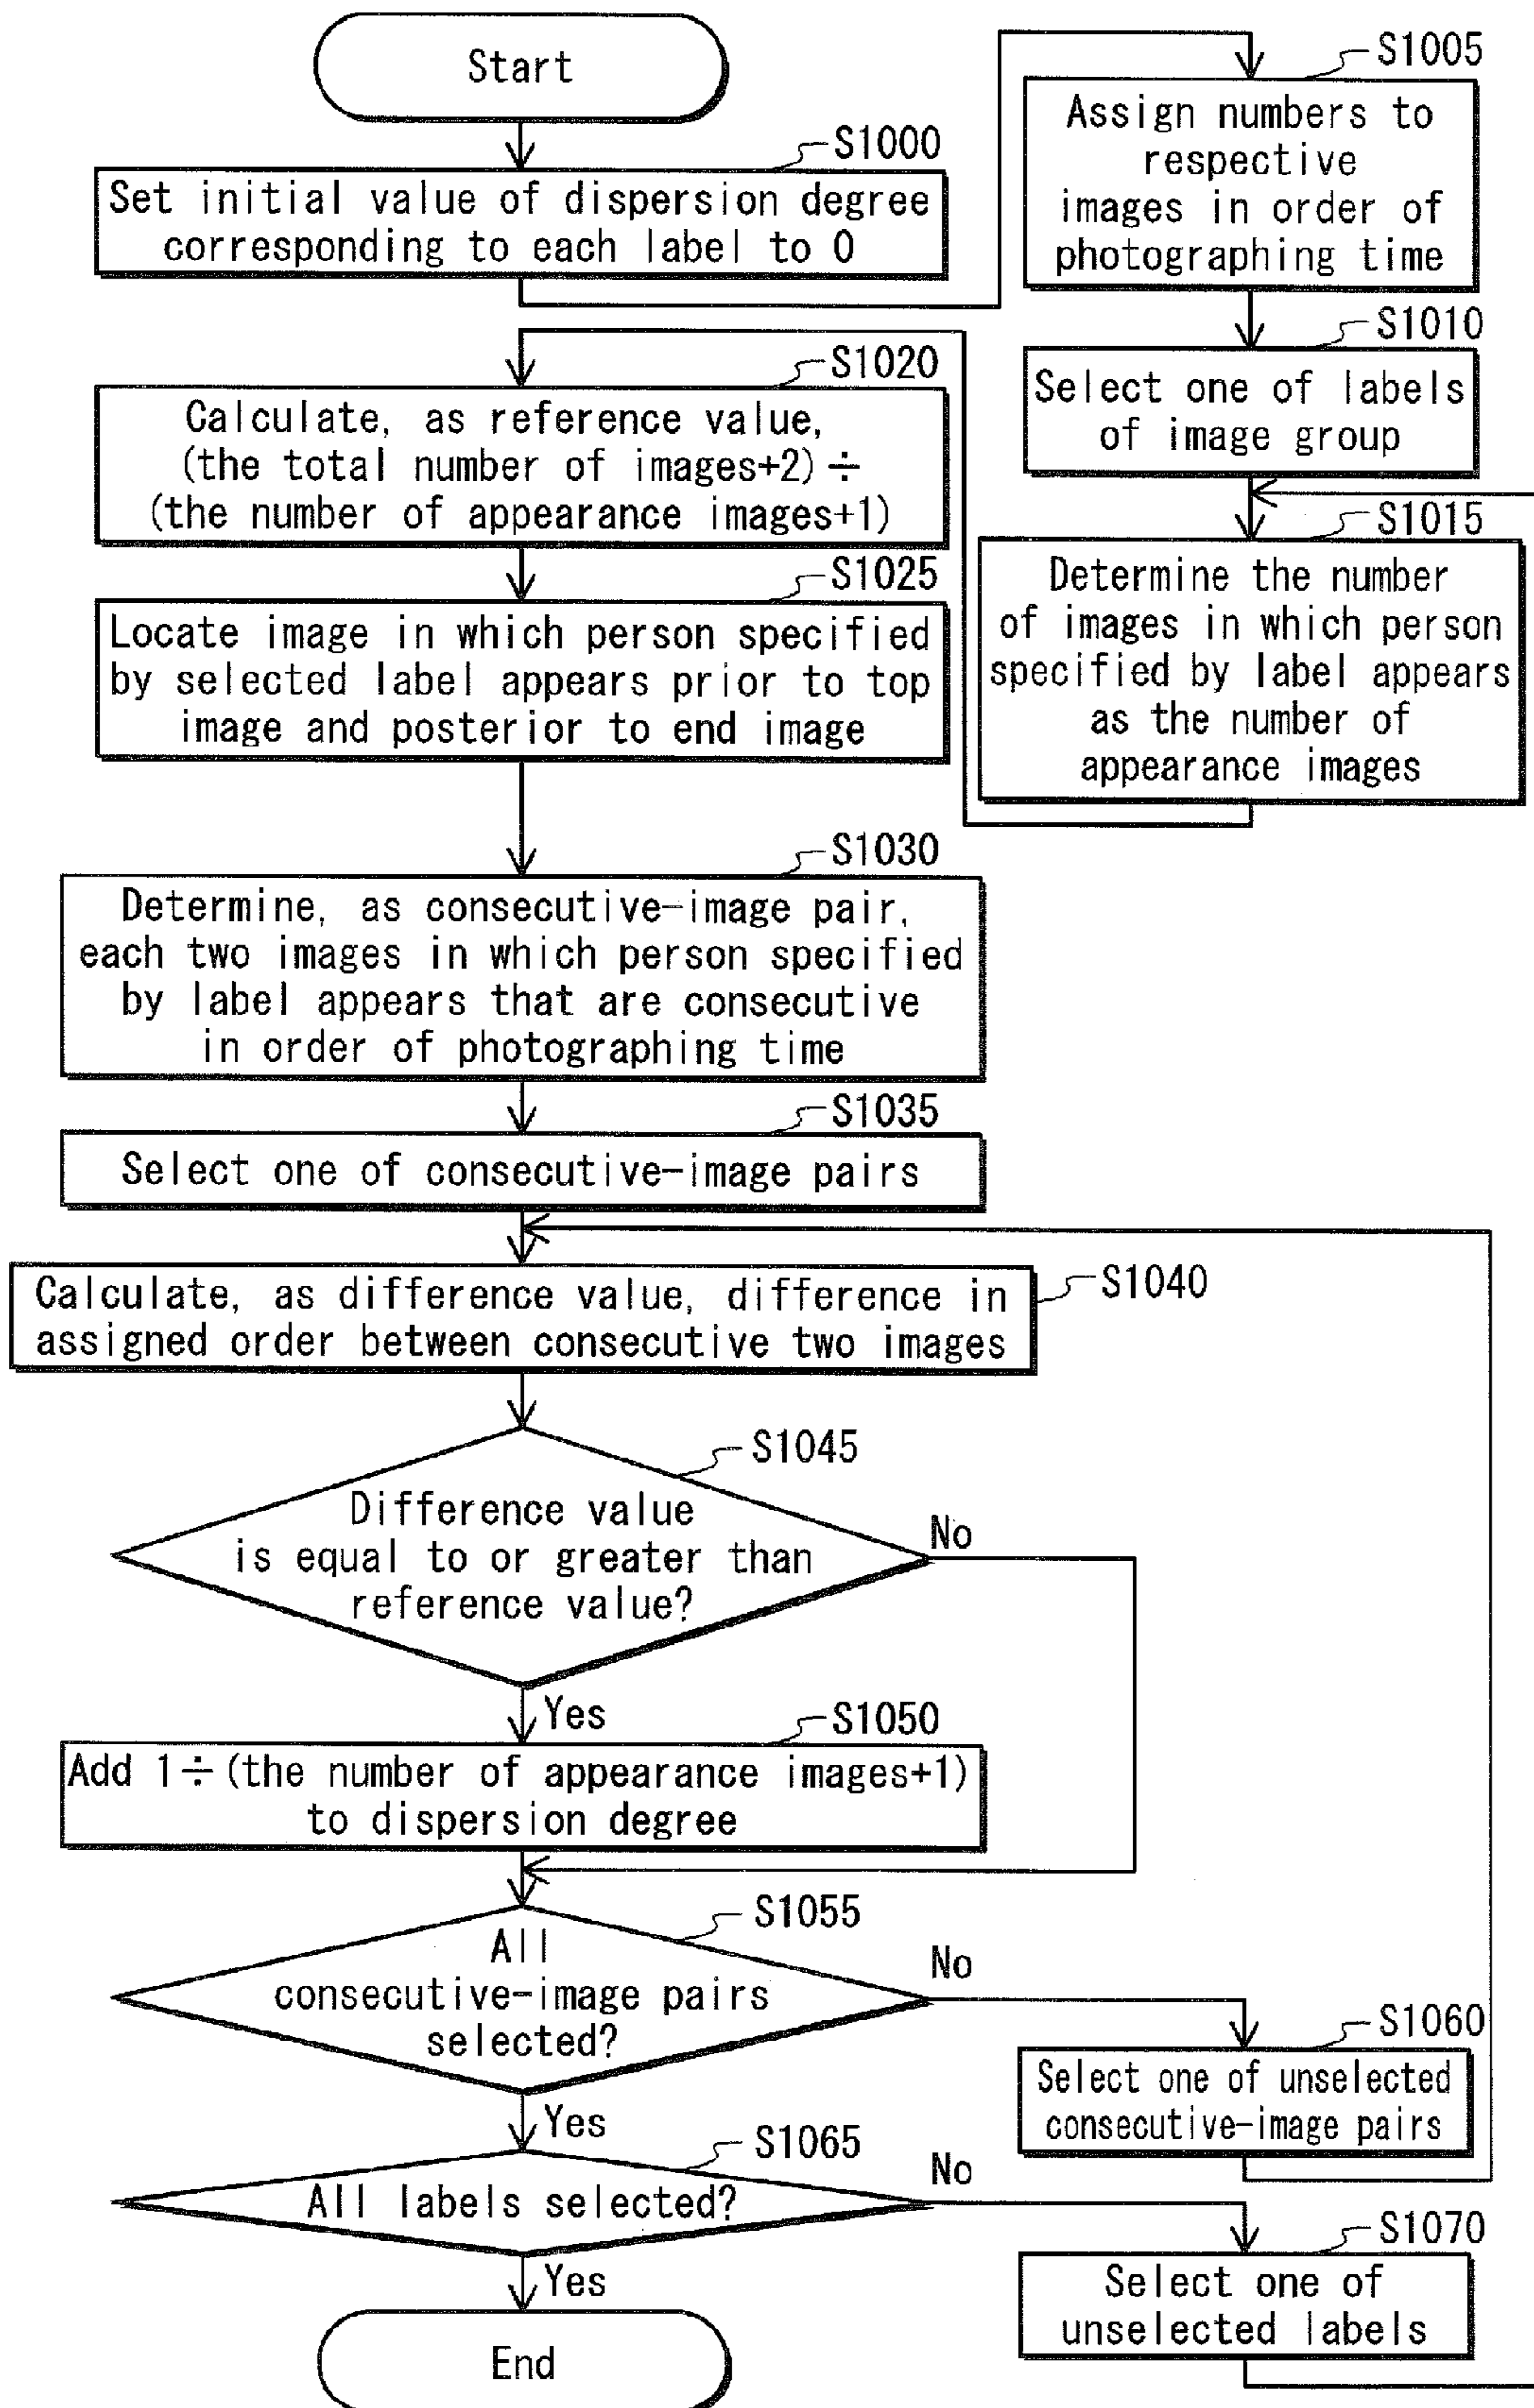 Start
S1000
Set initial value of dispersion degree
corresponding to each label to 0
S1005
Assign numbers to
respective
images in order of
photographing time
S1010
Select one of labels
of image group
S1015
Determine the number
of images in which person
specified by label appears
as the number of
appearance images
S1020
Calculate, as reference value,
(the total number of images+2)÷
(the number of appearance images+1)
S1025
Locate image in which person specified
by selected label appears prior to top
image and posterior to end image
S1030
Determine, as consecutive-image pair,
each two images in which person specified
by label appears that are consecutive
in order of photographing time
S1035
Select one of consecutive-image pairs
S1040
Calculate, as difference value, difference in
assigned order between consecutive two images
S1045
Difference value
is equal to or greater than
reference value?
No
Yes
S1050
Add 1÷(the number of appearance images+1)
to dispersion degree
S1055
All
consecutive-image pairs
selected?
No
S1060
Select one of unselected
consecutive-image pairs
Yes
S1065
All labels selected?
No
S1070
Select one of
unselected labels
Yes
End